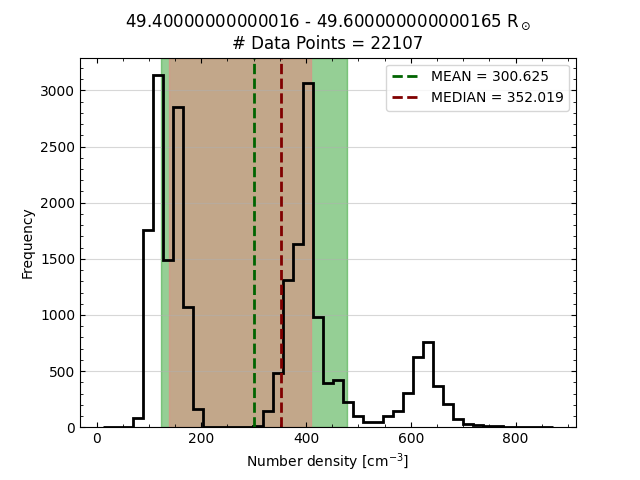 49.40000000000016 - 49.600000000000165 R⊙
# Data Points = 22107
MEAN = 300.625
MEDIAN = 352.019
Frequency
3000
2500
2000
1500
1000
500
0
0 200 400 600 800
Number density [cm⁻³]